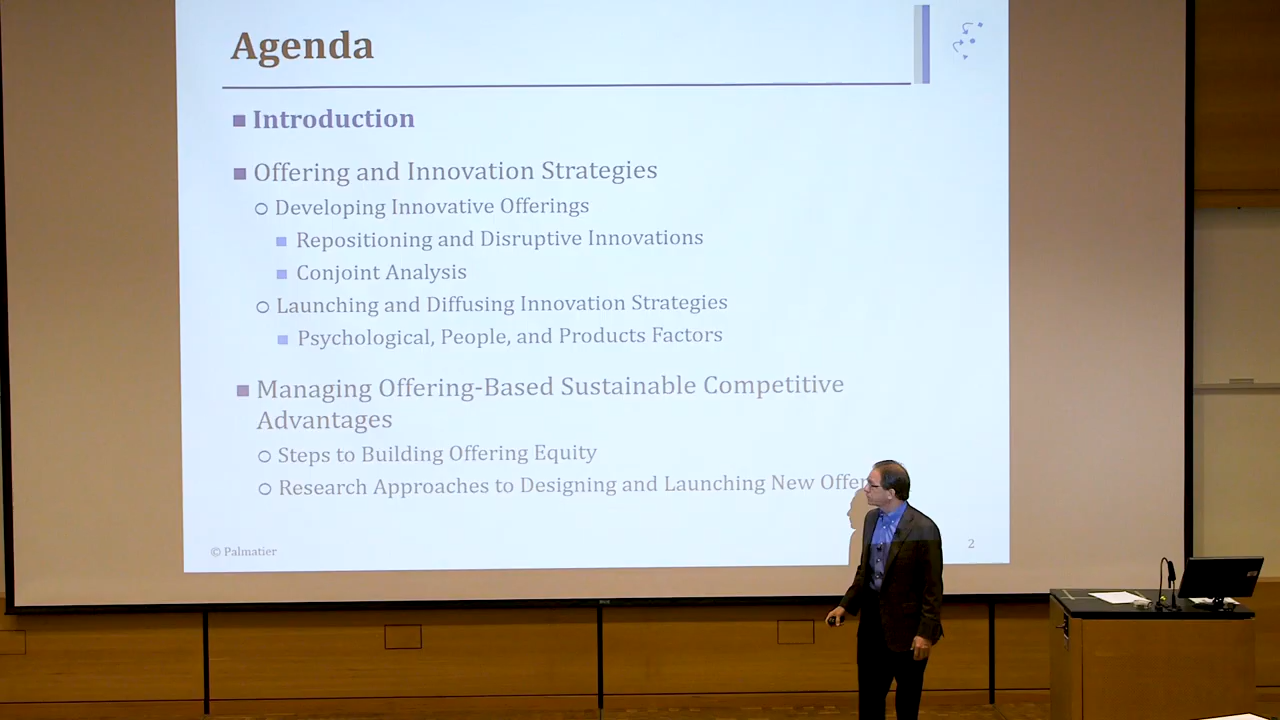 Agenda
Introduction
Offering and Innovation Strategies
Developing Innovative Offerings
Repositioning and Disruptive Innovations
Conjoint Analysis
Launching and Diffusing Innovation Strategies
Psychological, People, and Products Factors
Managing Offering-Based Sustainable Competitive
Advantages
Steps to Building Offering Equity
Research Approaches to Designing and Launching New
© Palmatier
2